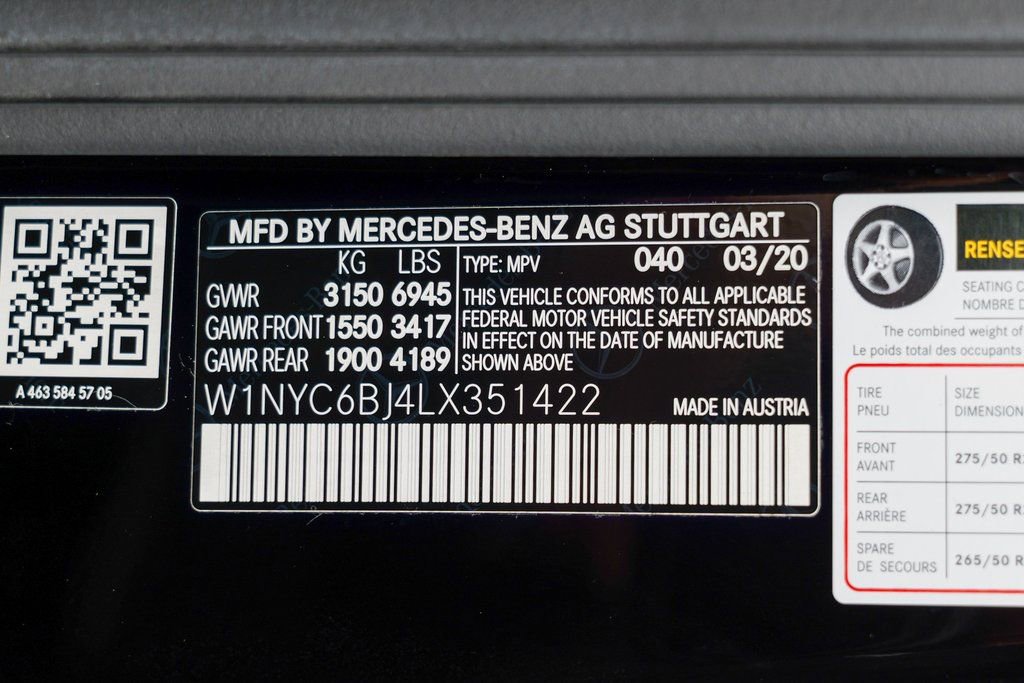 A 463 584 57 05
MFD BY MERCEDES-BENZ AG STUTTGART
KG LBS
GVWR 3150 6945
GAWR FRONT 1550 3417
GAWR REAR 1900 4189
TYPE: MPV 040 03/20
THIS VEHICLE CONFORMS TO ALL APPLICABLE
FEDERAL MOTOR VEHICLE SAFETY STANDARDS
IN EFFECT ON THE DATE OF MANUFACTURE
SHOWN ABOVE
W1NYC6BJ4LX351422
MADE IN AUSTRIA
RENSE
SEATING C
NOMBRE D
The combined weight of
Le poids total des occupants
TIRE SIZE
PNEU DIMENSION
FRONT
AVANT 275/50 R
REAR
ARRIÈRE 275/50 R
SPARE
DE SECOURS 265/50 R